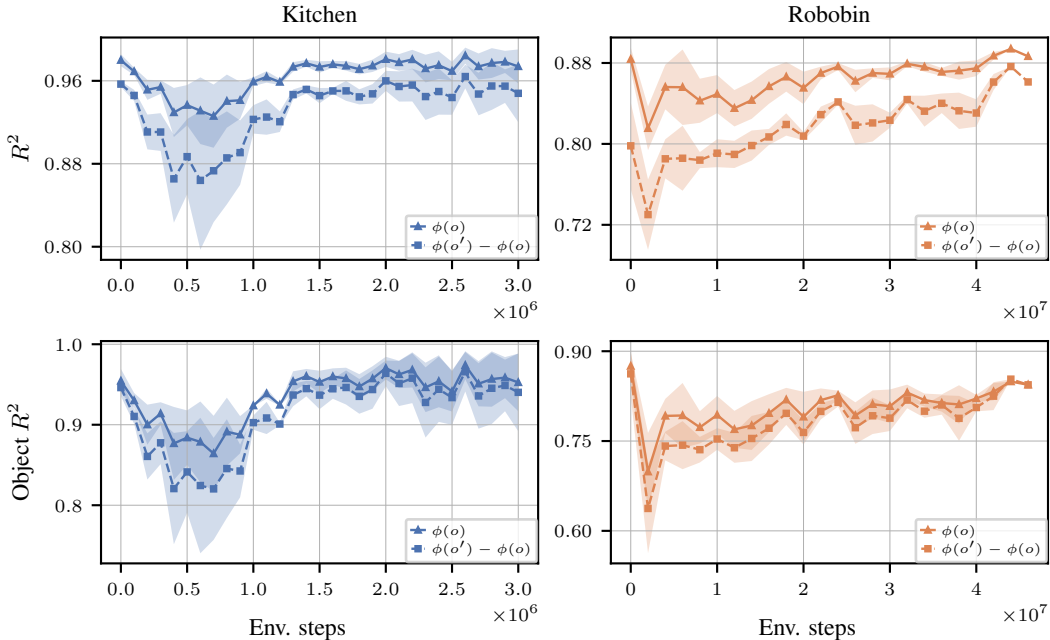 Kitchen
Robobin
R²
0.96
0.88
0.80
ϕ(o)
ϕ(o′) − ϕ(o)
0.0 0.5 1.0 1.5 2.0 2.5 3.0
×10⁶
0.88
0.80
0.72
ϕ(o)
ϕ(o′) − ϕ(o)
0 1 2 3 4
×10⁷
Object R²
1.0
0.9
0.8
ϕ(o)
ϕ(o′) − ϕ(o)
0.0 0.5 1.0 1.5 2.0 2.5 3.0
×10⁶
Env. steps
0.90
0.75
0.60
ϕ(o)
ϕ(o′) − ϕ(o)
0 1 2 3 4
×10⁷
Env. steps